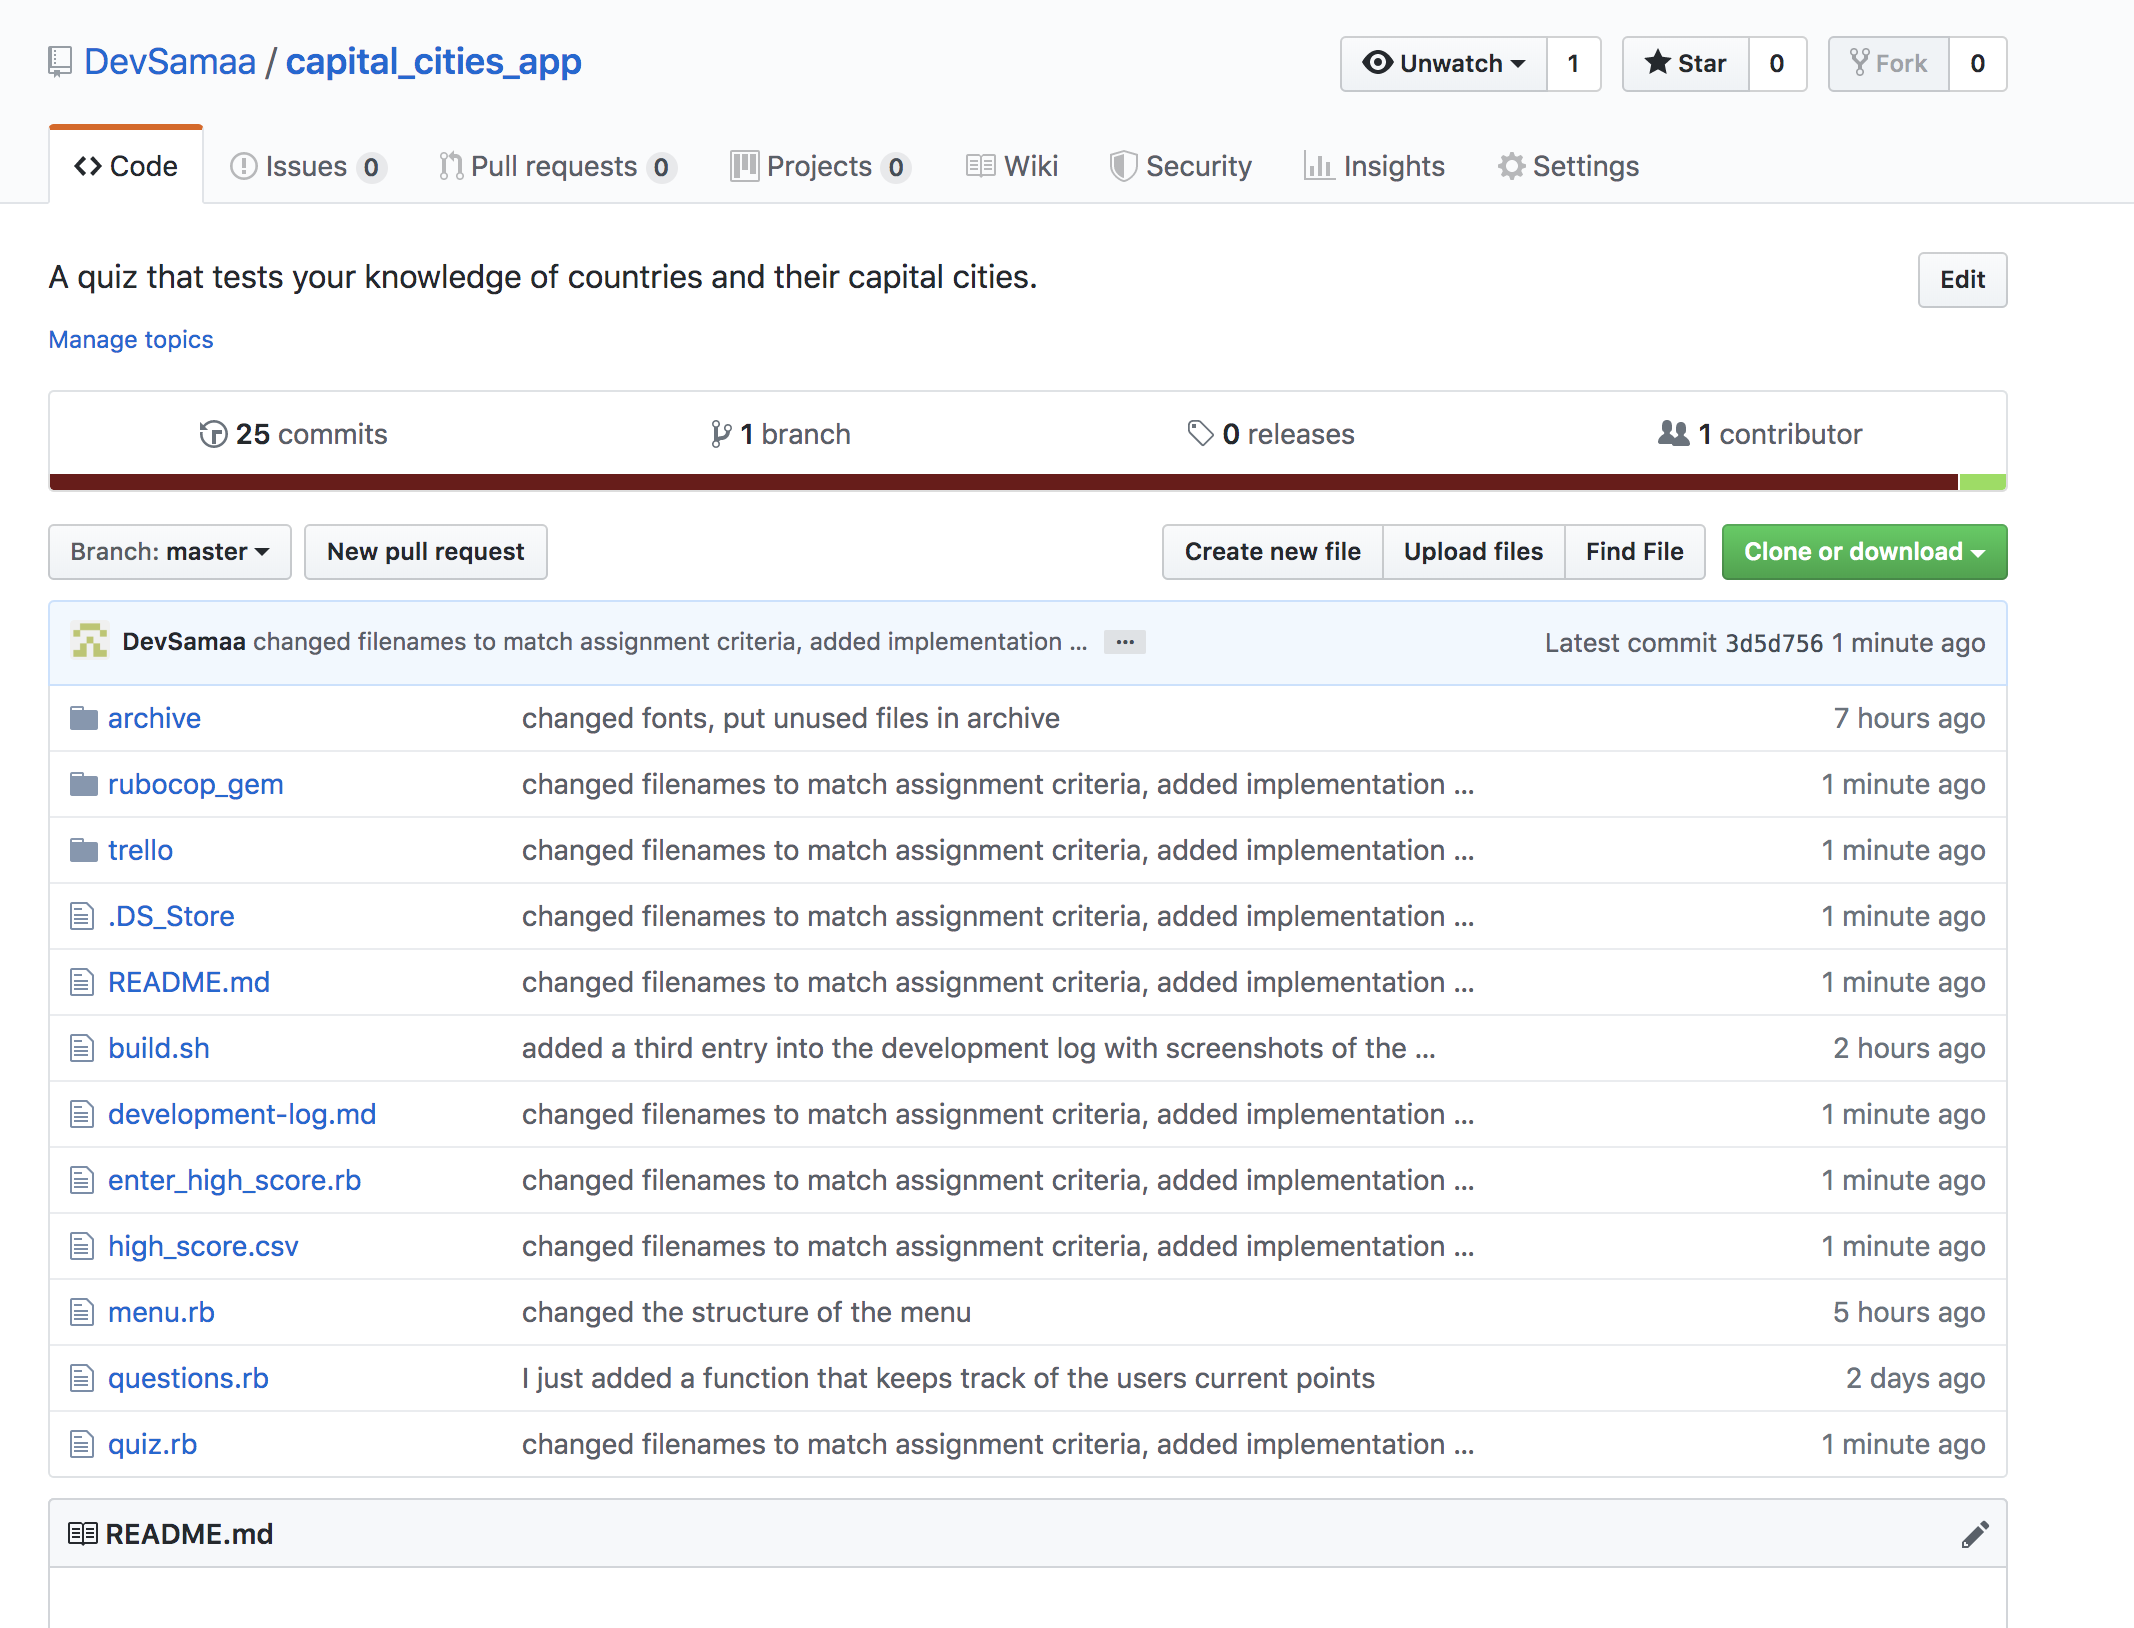 DevSamaa / capital_cities_app Unwatch 1 Star 0 Fork 0
Code Issues 0 Pull requests 0 Projects 0 Wiki Security Insights Settings
A quiz that tests your knowledge of countries and their capital cities. Edit
Manage topics
25 commits 1 branch 0 releases 1 contributor
Branch: master New pull request Create new file Upload files Find File Clone or download
DevSamaa changed filenames to match assignment criteria, added implementation ... ... Latest commit 3d5d756 1 minute ago
archive changed fonts, put unused files in archive 7 hours ago
rubocop_gem changed filenames to match assignment criteria, added implementation ... 1 minute ago
trello changed filenames to match assignment criteria, added implementation ... 1 minute ago
.DS_Store changed filenames to match assignment criteria, added implementation ... 1 minute ago
README.md changed filenames to match assignment criteria, added implementation ... 1 minute ago
build.sh added a third entry into the development log with screenshots of the ... 2 hours ago
development-log.md changed filenames to match assignment criteria, added implementation ... 1 minute ago
enter_high_score.rb changed filenames to match assignment criteria, added implementation ... 1 minute ago
high_score.csv changed filenames to match assignment criteria, added implementation ... 1 minute ago
menu.rb changed the structure of the menu 5 hours ago
questions.rb I just added a function that keeps track of the users current points 2 days ago
quiz.rb changed filenames to match assignment criteria, added implementation ... 1 minute ago
README.md